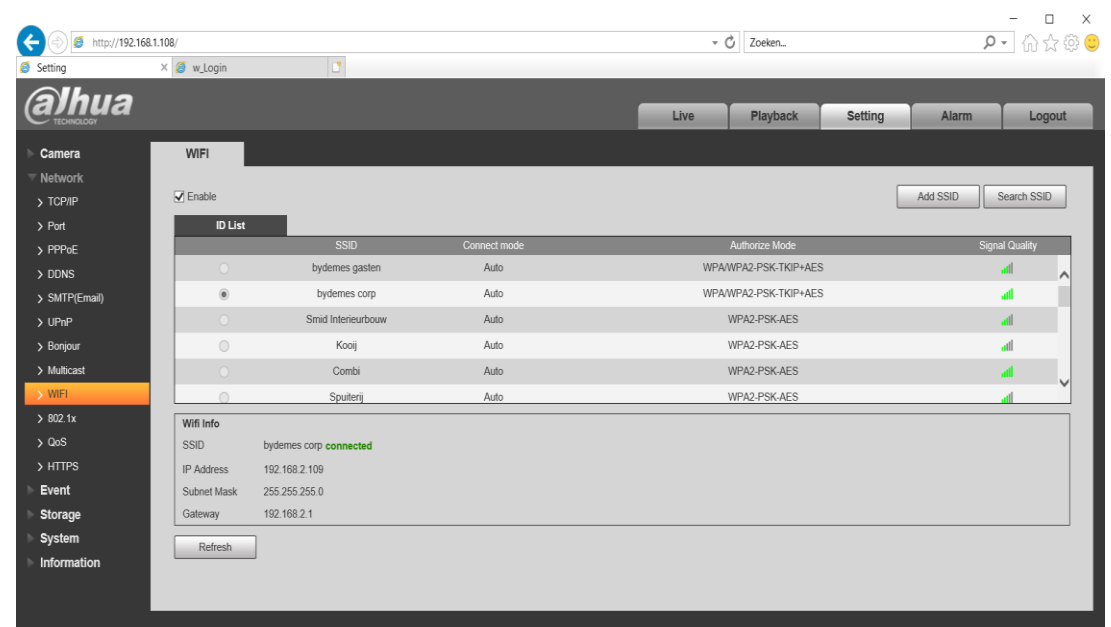 http://192.168.1.108/ Zoeken...
Setting w_Login
alhua TECHNOLOGY
Live Playback Setting Alarm Logout
Camera
Network
TCP/IP
Port
PPPoE
DDNS
SMTP(Email)
UPnP
Bonjour
Multicast
WIFI
802.1x
QoS
HTTPS
Event
Storage
System
Information
WIFI
Enable Add SSID Search SSID
ID List
SSID Connect mode Authorize Mode Signal Quality
bydemes gasten Auto WPA/WPA2-PSK-TKIP+AES
bydemes corp Auto WPA/WPA2-PSK-TKIP+AES
Smid Interieurbouw Auto WPA2-PSK-AES
Kooij Auto WPA2-PSK-AES
Combi Auto WPA2-PSK-AES
Spuiterij Auto WPA2-PSK-AES
Wifi Info
SSID bydemes corp connected
IP Address 192.168.2.109
Subnet Mask 255.255.255.0
Gateway 192.168.2.1
Refresh